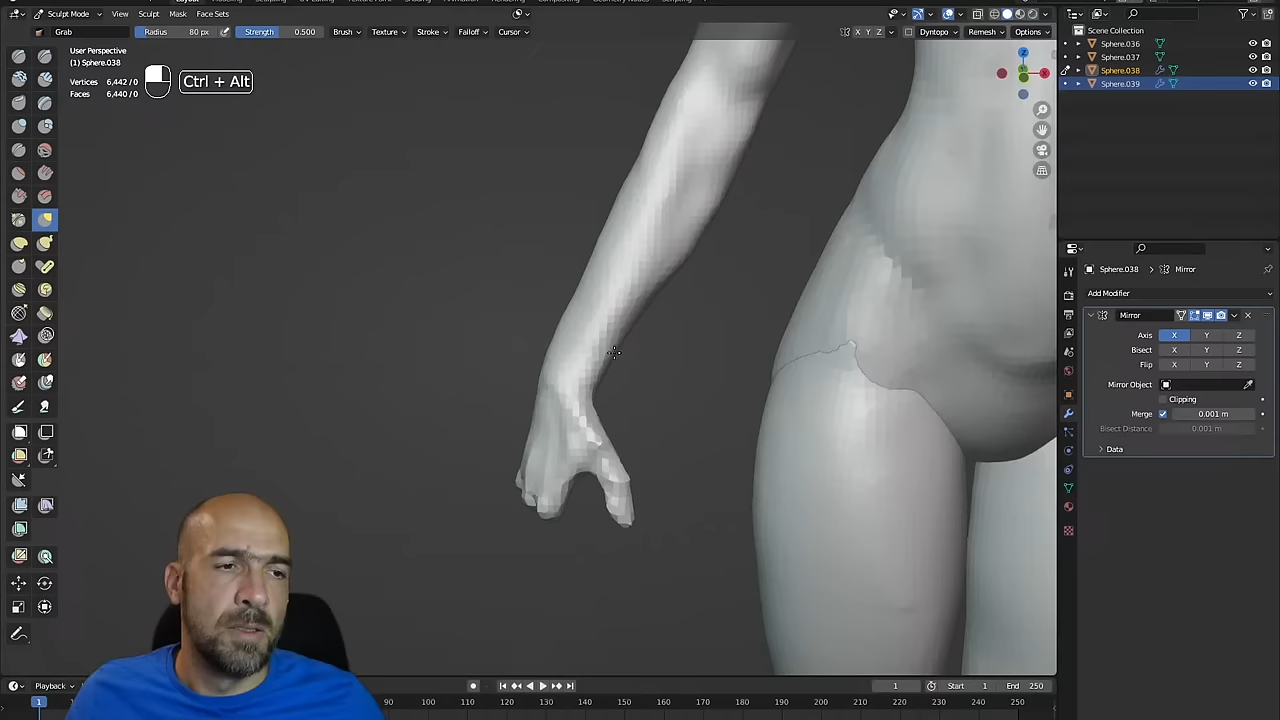 Sculpt Mode View Sculpt Mask Face Sets
Grab Radius 80 px Strength 0.500 Brush Texture Stroke Falloff Cursor X Y Z Dyntopo Remesh Options
User Perspective
(1) Sphere.038
Vertices 6,442/0
Faces 6,440/0
Ctrl + Alt
Z
X
Scene Collection
Sphere.036
Sphere.037
Sphere.038
Sphere.039
Sphere.038 > Mirror
Add Modifier
Mirror
Axis X Y Z
Bisect X Y Z
Flip X Y Z
Mirror Object
Clipping
Merge 0.001 m
Bisect Distance 0.001 m
Data
Playback 1 Start 1 End 250
1 90 100 110 120 130 140 150 160 170 180 190 200 210 220 230 240 250